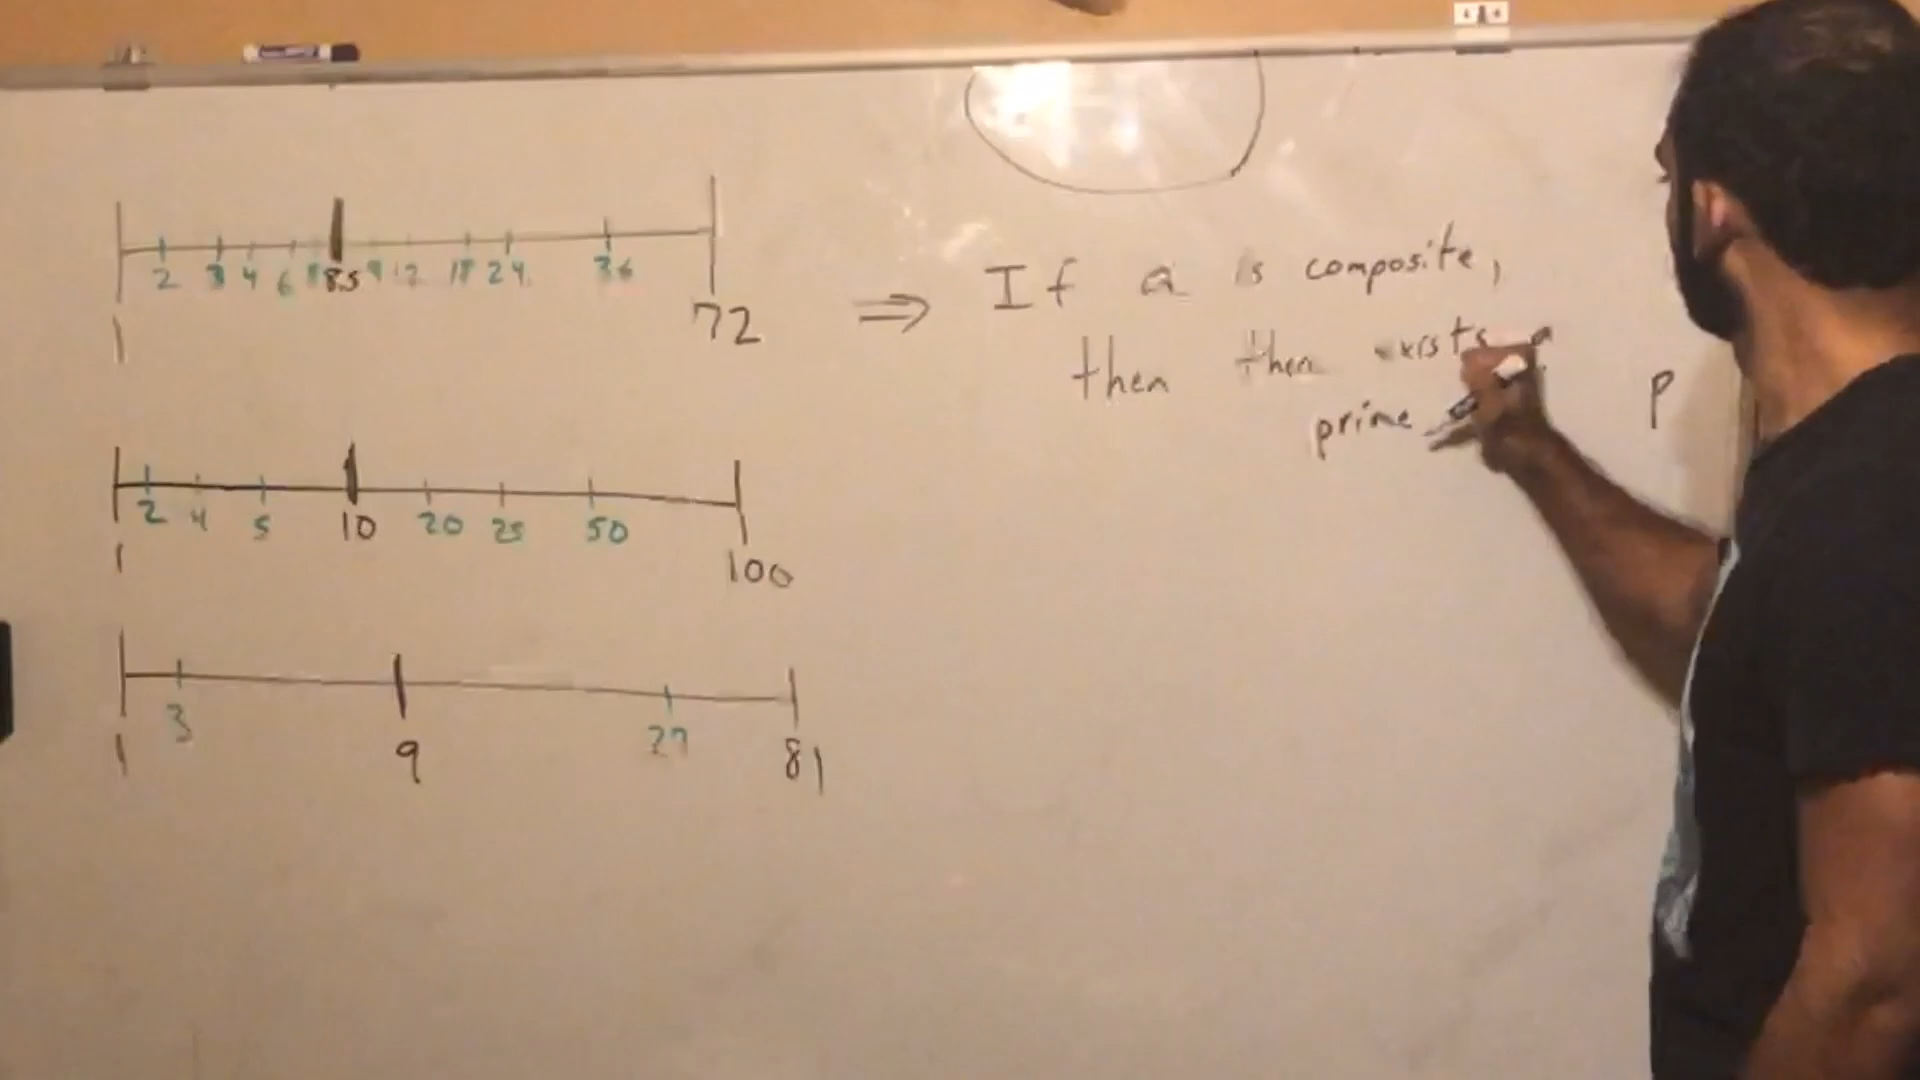 2 3 4 6 8 8.5 9 12 18 24 36
1 72
2 4 5 10 20 25 50
1 100
3 27
1 9 81
⇒ If a is composite,
then then exists a
prime p